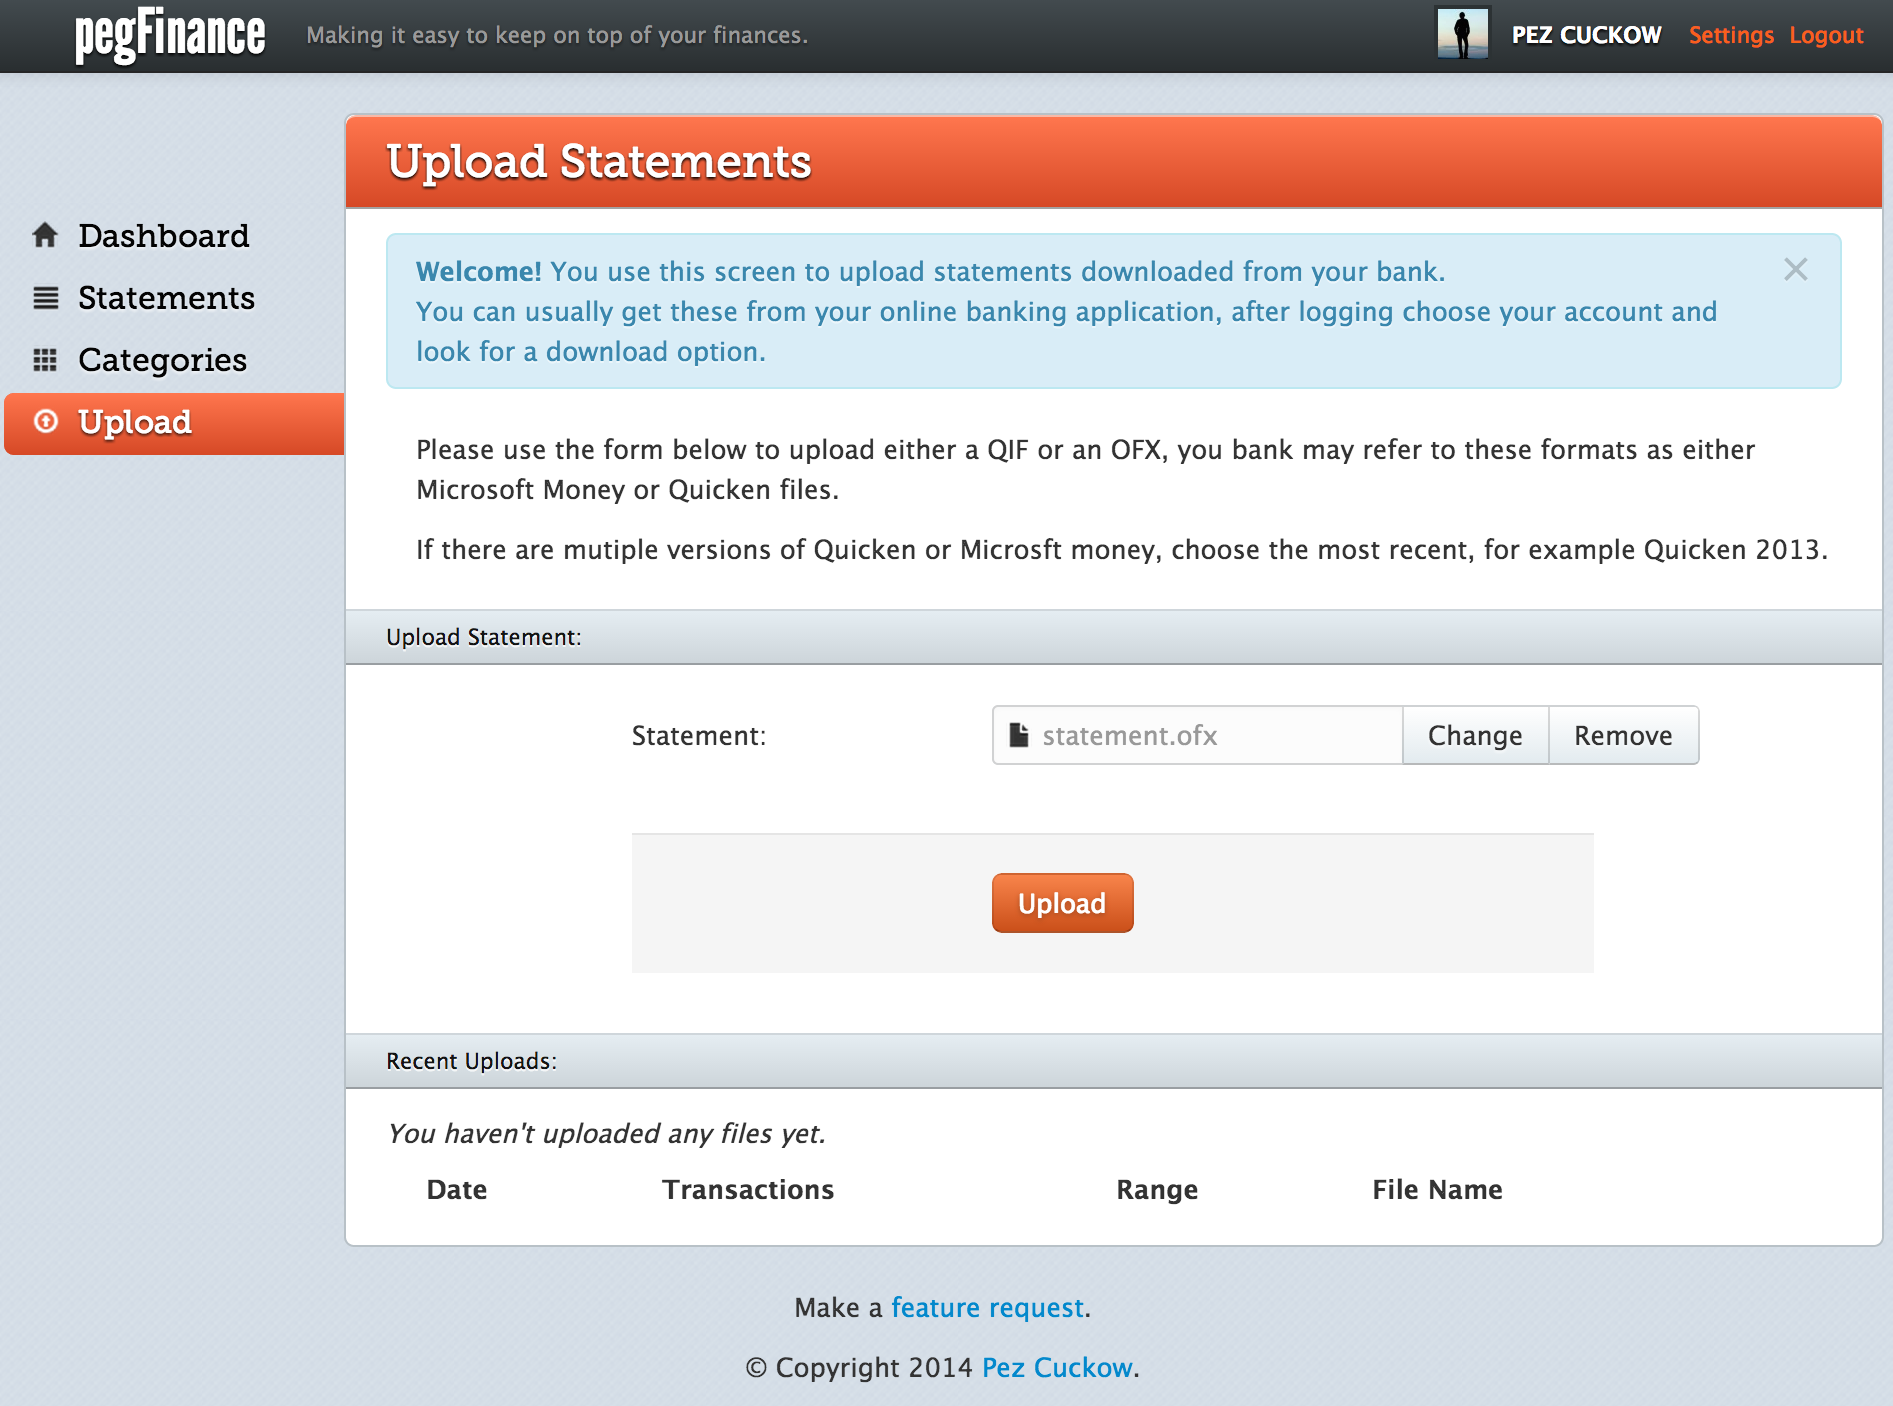 pegFinance
Making it easy to keep on top of your finances.
PEZ CUCKOW
Settings
Logout
Upload Statements
Dashboard
Statements
Categories
Upload
Welcome! You use this screen to upload statements downloaded from your bank.
You can usually get these from your online banking application, after logging choose your account and
look for a download option.
Please use the form below to upload either a QIF or an OFX, you bank may refer to these formats as either
Microsoft Money or Quicken files.
If there are mutiple versions of Quicken or Microsft money, choose the most recent, for example Quicken 2013.
Upload Statement:
Statement:
statement.ofx
Change
Remove
Upload
Recent Uploads:
You haven't uploaded any files yet.
Date Transactions Range File Name
Make a feature request.
© Copyright 2014 Pez Cuckow.